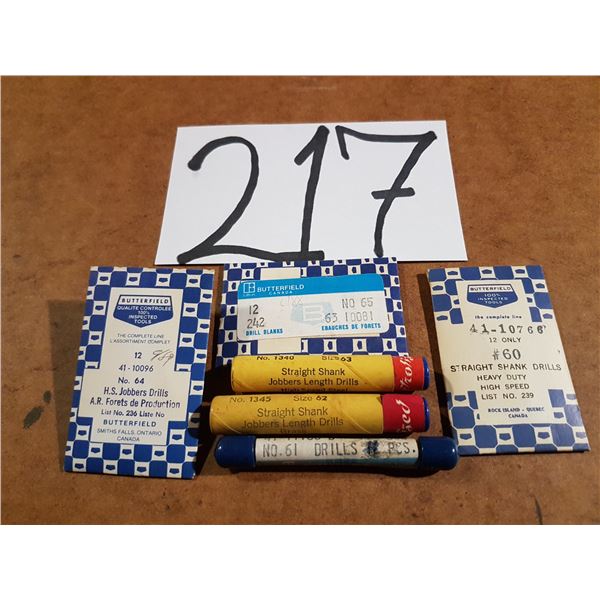 217
BUTTERFIELD
QUALITE CONTROLEE
100%
INSPECTED
TOOLS
THE COMPLETE LINE
L'ASSORTIMENT COMPLET
12
41-10096
No. 64
H.S. Jobbers Drills
A.R. Forets de Production
List No. 236 Liste No
BUTTERFIELD
SMITHS FALLS, ONTARIO
CANADA
BUTTERFIELD
CANADA
12
242
DRILL BLANKS
NO 65
63 10081
EBAUCHES DE FORETS
No. 1340 Size 63
Straight Shank
Jobbers Length Drills
No. 1345 Size 62
Straight Shank
Jobbers Length Drills
NO.61 DRILLS PCS.
BUTTERFIELD
100%
INSPECTED
TOOLS
the complete line
41-10766
12 ONLY
#60
STRAIGHT SHANK DRILLS
HEAVY DUTY
HIGH SPEED
LIST NO. 239
ROCK ISLAND - QUEBEC
CANADA